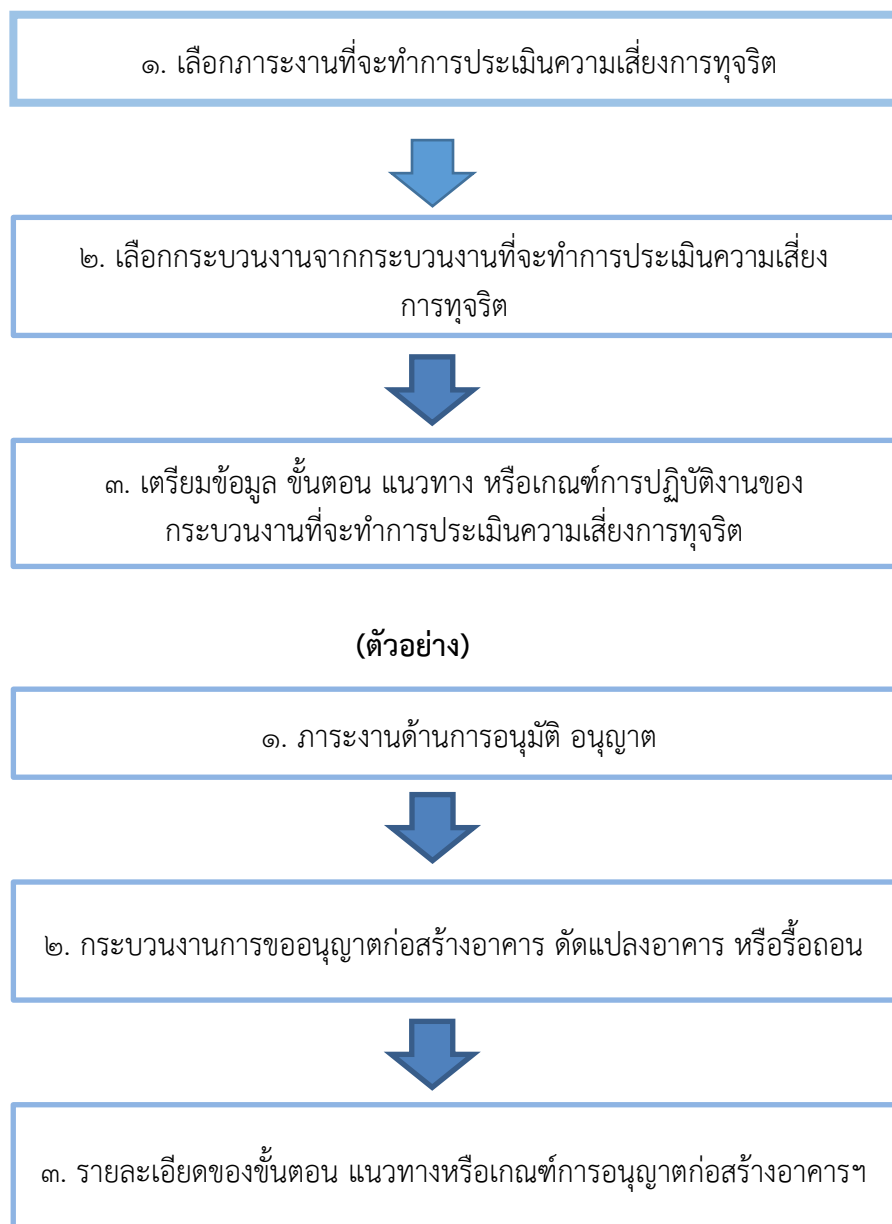 ๑. เลือกภาระงานที่จะทำการประเมินความเสี่ยงการทุจริต
๒. เลือกกระบวนงานจากกระบวนงานที่จะทำการประเมินความเสี่ยง
การทุจริต
๓. เตรียมข้อมูล ขั้นตอน แนวทาง หรือเกณฑ์การปฏิบัติงานของ
กระบวนงานที่จะทำการประเมินความเสี่ยงการทุจริต
(ตัวอย่าง)
๑. ภาระงานด้านการอนุมัติ อนุญาต
๒. กระบวนงานการขออนุญาตก่อสร้างอาคาร ดัดแปลงอาคาร หรือรื้อถอน
๓. รายละเอียดของขั้นตอน แนวทางหรือเกณฑ์การอนุญาตก่อสร้างอาคารฯ